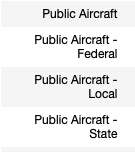 Public Aircraft
Public Aircraft -
Federal
Public Aircraft -
Local
Public Aircraft -
State